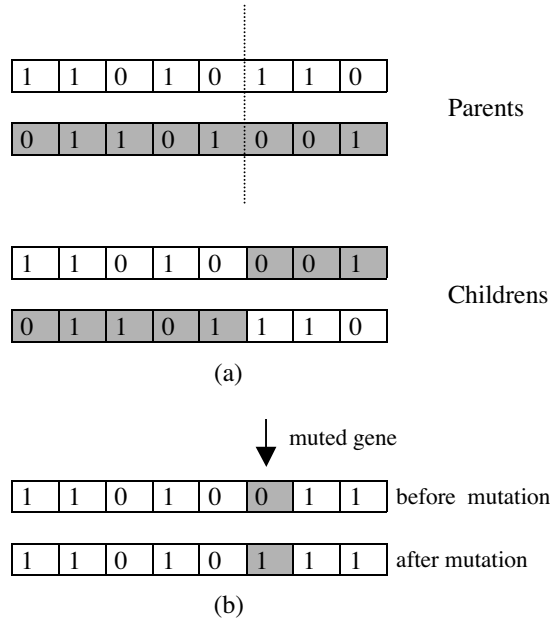 1 1 0 1 0 1 1 0
Parents
0 1 1 0 1 0 0 1
1 1 0 1 0 0 0 1
Childrens
0 1 1 0 1 1 1 0
(a)
muted gene
1 1 0 1 0 0 1 1 before mutation
1 1 0 1 0 1 1 1 after mutation
(b)